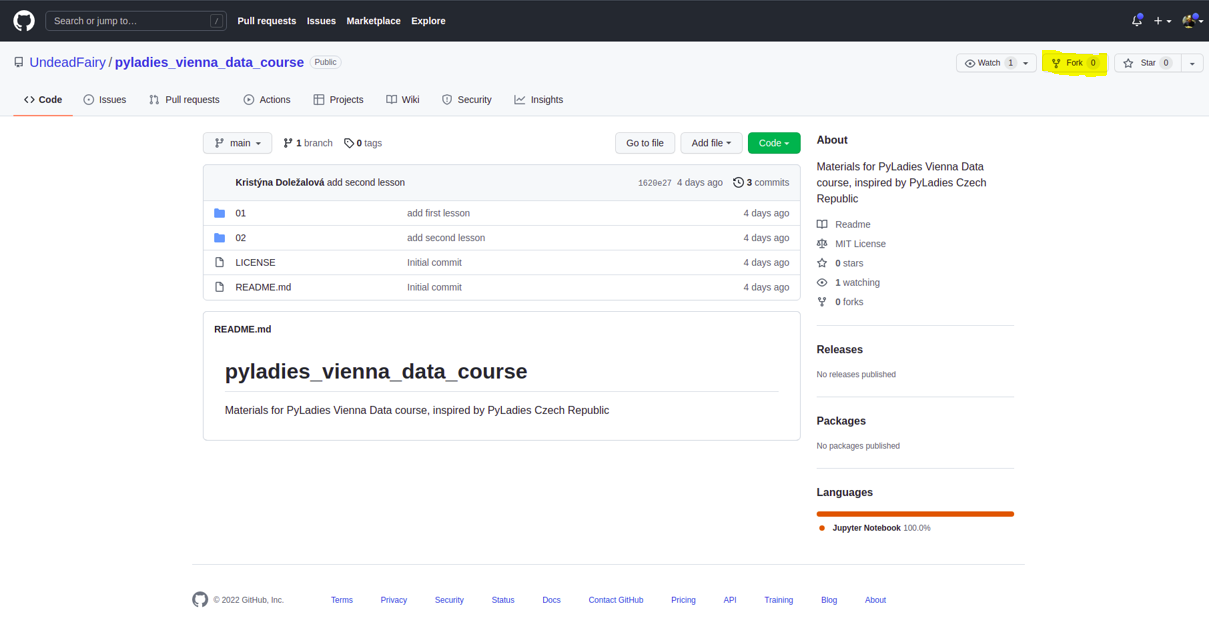 Search or jump to… /
Pull requests Issues Marketplace Explore
UndeadFairy / pyladies_vienna_data_course Public
Watch 1 Fork 0 Star 0
Code Issues Pull requests Actions Projects Wiki Security Insights
main 1 branch 0 tags Go to file Add file Code
Kristýna Doležalová add second lesson 1620e27 4 days ago 3 commits
01 add first lesson 4 days ago
02 add second lesson 4 days ago
LICENSE Initial commit 4 days ago
README.md Initial commit 4 days ago
README.md
pyladies_vienna_data_course
Materials for PyLadies Vienna Data course, inspired by PyLadies Czech Republic
About
Materials for PyLadies Vienna Data
course, inspired by PyLadies Czech
Republic
Readme
MIT License
0 stars
1 watching
0 forks
Releases
No releases published
Packages
No packages published
Languages
Jupyter Notebook 100.0%
© 2022 GitHub, Inc. Terms Privacy Security Status Docs Contact GitHub Pricing API Training Blog About